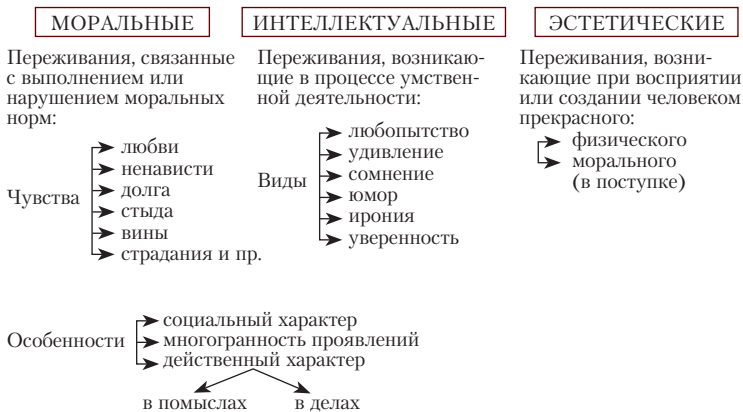 МОРАЛЬНЫЕ
Переживания, связанные
с выполнением или
нарушением моральных
норм:
Чувства
любви
ненависти
долга
стыда
вины
страдания и пр.
ИНТЕЛЛЕКТУАЛЬНЫЕ
Переживания, возникаю-
щие в процессе умствен-
ной деятельности:
Виды
любопытство
удивление
сомнение
юмор
ирония
уверенность
ЭСТЕТИЧЕСКИЕ
Переживания, возни-
кающие при восприятии
или создании человеком
прекрасного:
физического
морального
(в поступке)
Особенности
социальный характер
многогранность проявлений
действенный характер
в помыслах
в делах